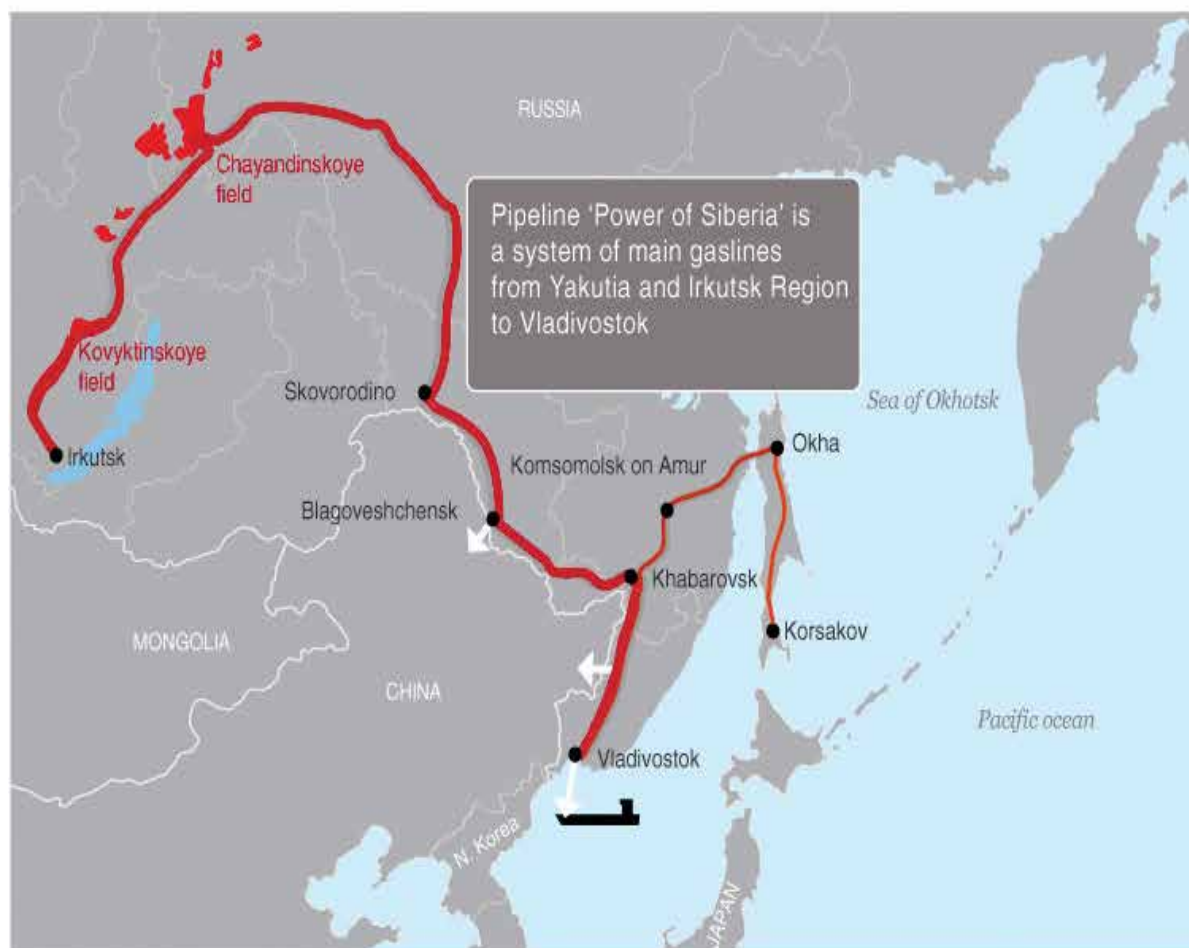 RUSSIA
Chayandinskoye
field
Pipeline ‘Power of Siberia’ is
a system of main gaslines
from Yakutia and Irkutsk Region
to Vladivostok
Kovyktinskoye
field
Skovorodino
Sea of Okhotsk
Irkutsk
Komsomolsk on Amur
Okha
Blagoveshchensk
Khabarovsk
Korsakov
MONGOLIA
CHINA
Pacific ocean
Vladivostok
N. Korea
JAPAN